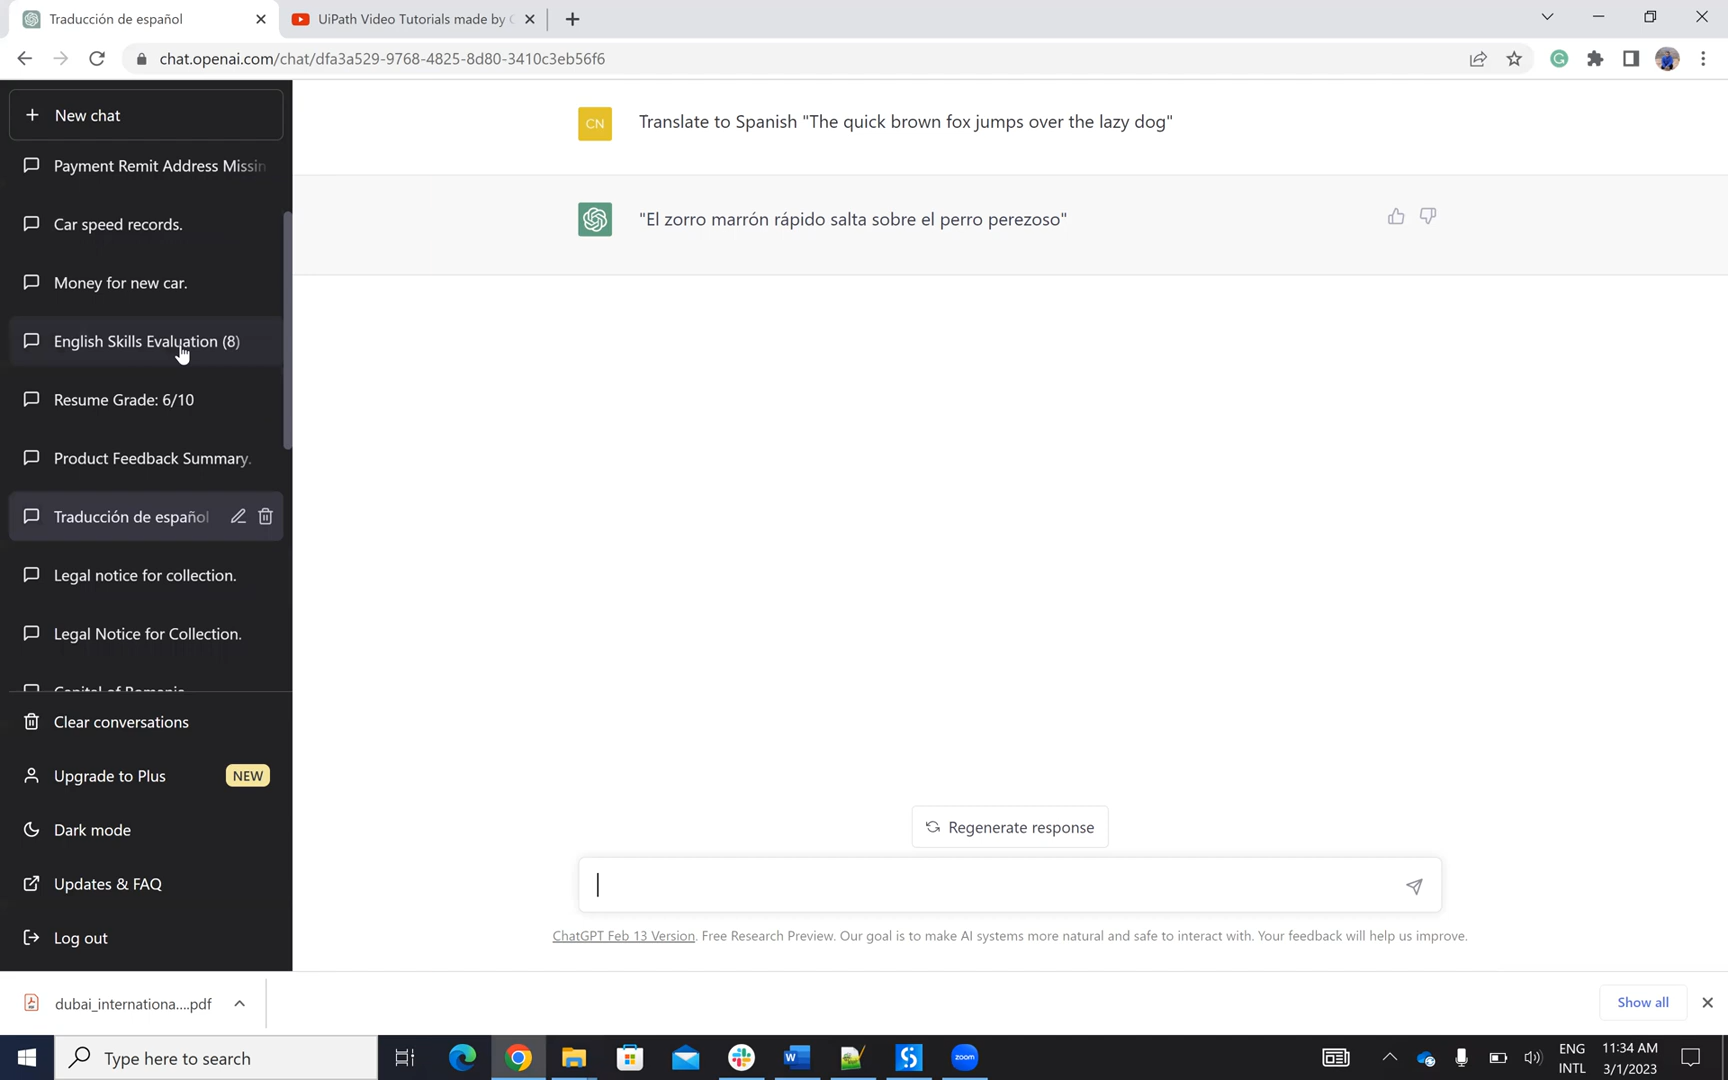 Traducción de español
UiPath Video Tutorials made by
chat.openai.com/chat/dfa3a529-9768-4825-8d80-3410c3eb56f6
New chat
Payment Remit Address Missin
Car speed records.
Money for new car.
English Skills Evaluation (8)
Resume Grade: 6/10
Product Feedback Summary.
Traducción de español
Legal notice for collection.
Legal Notice for Collection.
Capital of Romania
Clear conversations
Upgrade to Plus NEW
Dark mode
Updates & FAQ
Log out
CN Translate to Spanish "The quick brown fox jumps over the lazy dog"
"El zorro marrón rápido salta sobre el perro perezoso"
Regenerate response
ChatGPT Feb 13 Version. Free Research Preview. Our goal is to make AI systems more natural and safe to interact with. Your feedback will help us improve.
dubai_internationa....pdf
Show all
Type here to search
zoom
ENG
INTL
11:34 AM
3/1/2023